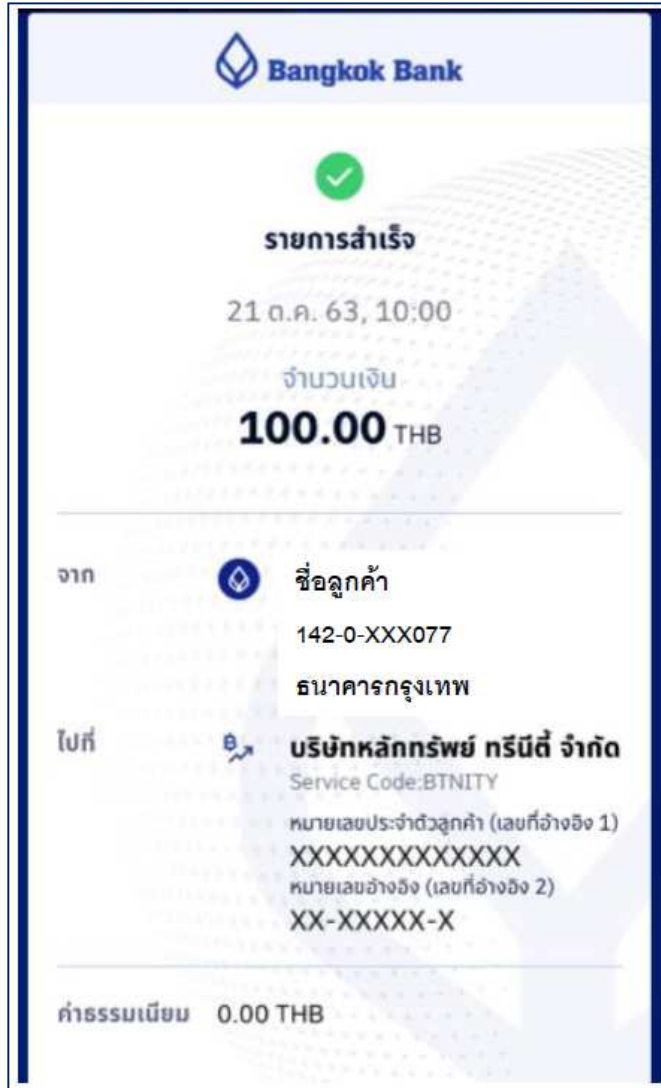 Bangkok Bank
รายการสำเร็จ
21 ต.ค. 63, 10:00
จำนวนเงิน
100.00 THB
จาก
ชื่อลูกค้า
142-0-XXX077
ธนาคารกรุงเทพ
ไปที่
บริษัทหลักทรัพย์ ทรีนีตี้ จำกัด
Service Code:BTNITY
หมายเลขประจำตัวลูกค้า (เลขที่อ้างอิง 1)
XXXXXXXXXXXXX
หมายเลขอ้างอิง (เลขที่อ้างอิง 2)
XX-XXXXX-X
ค่าธรรมเนียม 0.00 THB